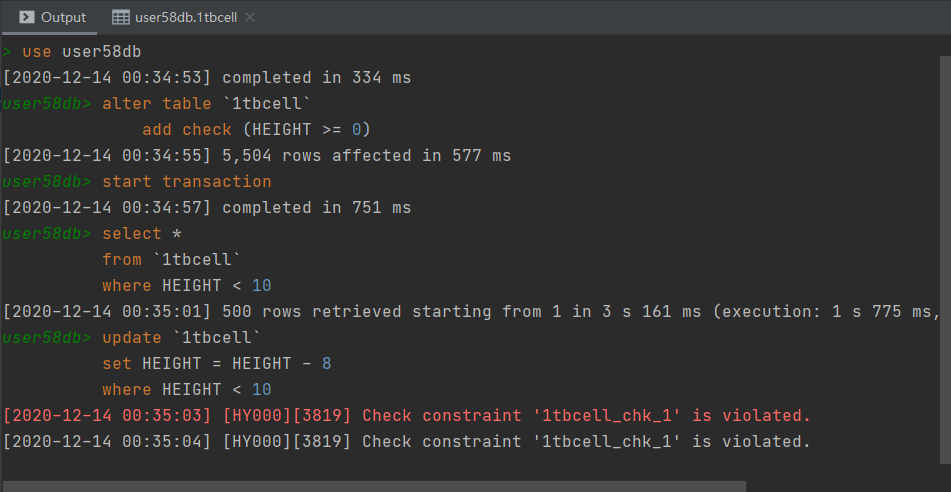 Output user58db.1tbcell
> use user58db
[2020-12-14 00:34:53] completed in 334 ms
user58db> alter table `1tbcell`
add check (HEIGHT >= 0)
[2020-12-14 00:34:55] 5,504 rows affected in 577 ms
user58db> start transaction
[2020-12-14 00:34:57] completed in 751 ms
user58db> select *
from `1tbcell`
where HEIGHT < 10
[2020-12-14 00:35:01] 500 rows retrieved starting from 1 in 3 s 161 ms (execution: 1 s 775 ms,
user58db> update `1tbcell`
set HEIGHT = HEIGHT - 8
where HEIGHT < 10
[2020-12-14 00:35:03] [HY000][3819] Check constraint '1tbcell_chk_1' is violated.
[2020-12-14 00:35:04] [HY000][3819] Check constraint '1tbcell_chk_1' is violated.